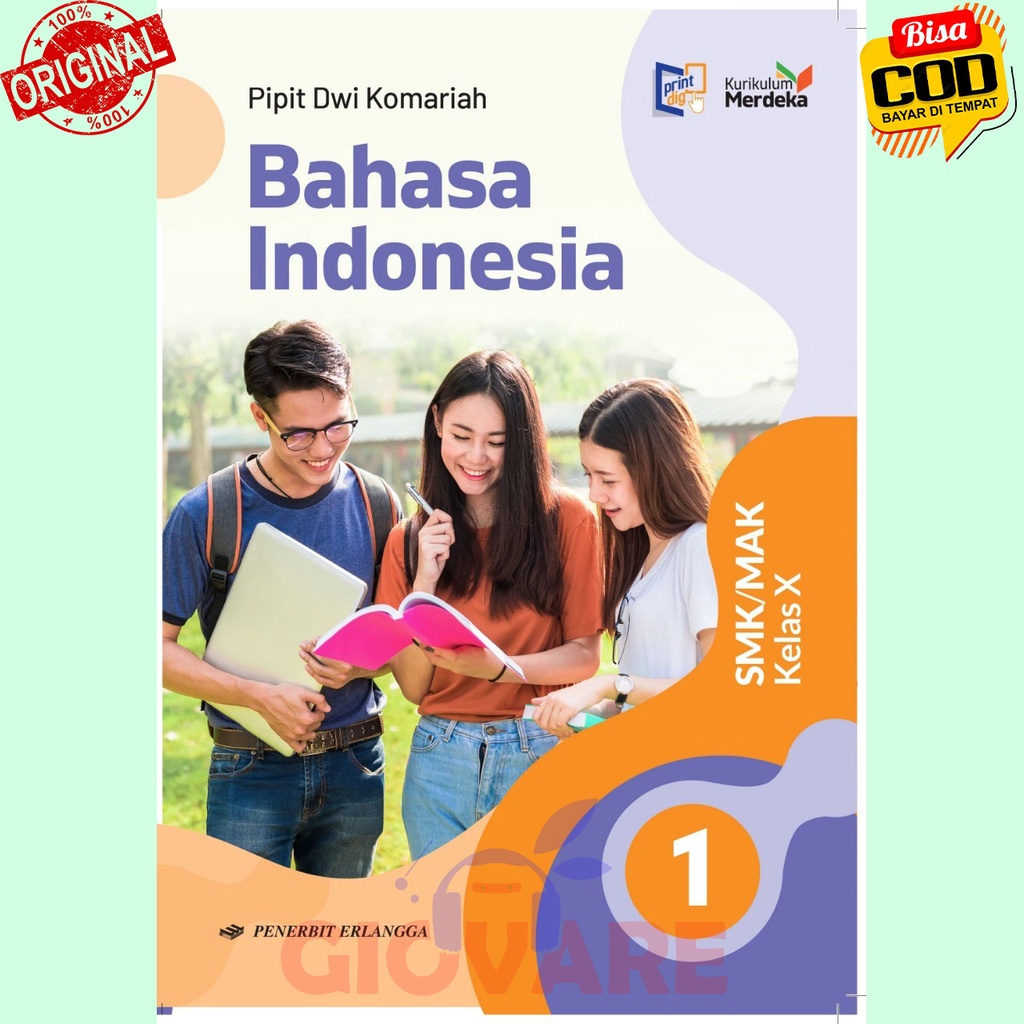 100%
ORIGINAL
100%
Bisa
COD
BAYAR DI TEMPAT
print
dig
Kurikulum
Merdeka
Pipit Dwi Komariah
Bahasa
Indonesia
SMK/MAK
Kelas X
1
PENERBIT ERLANGGA
GIOVARE